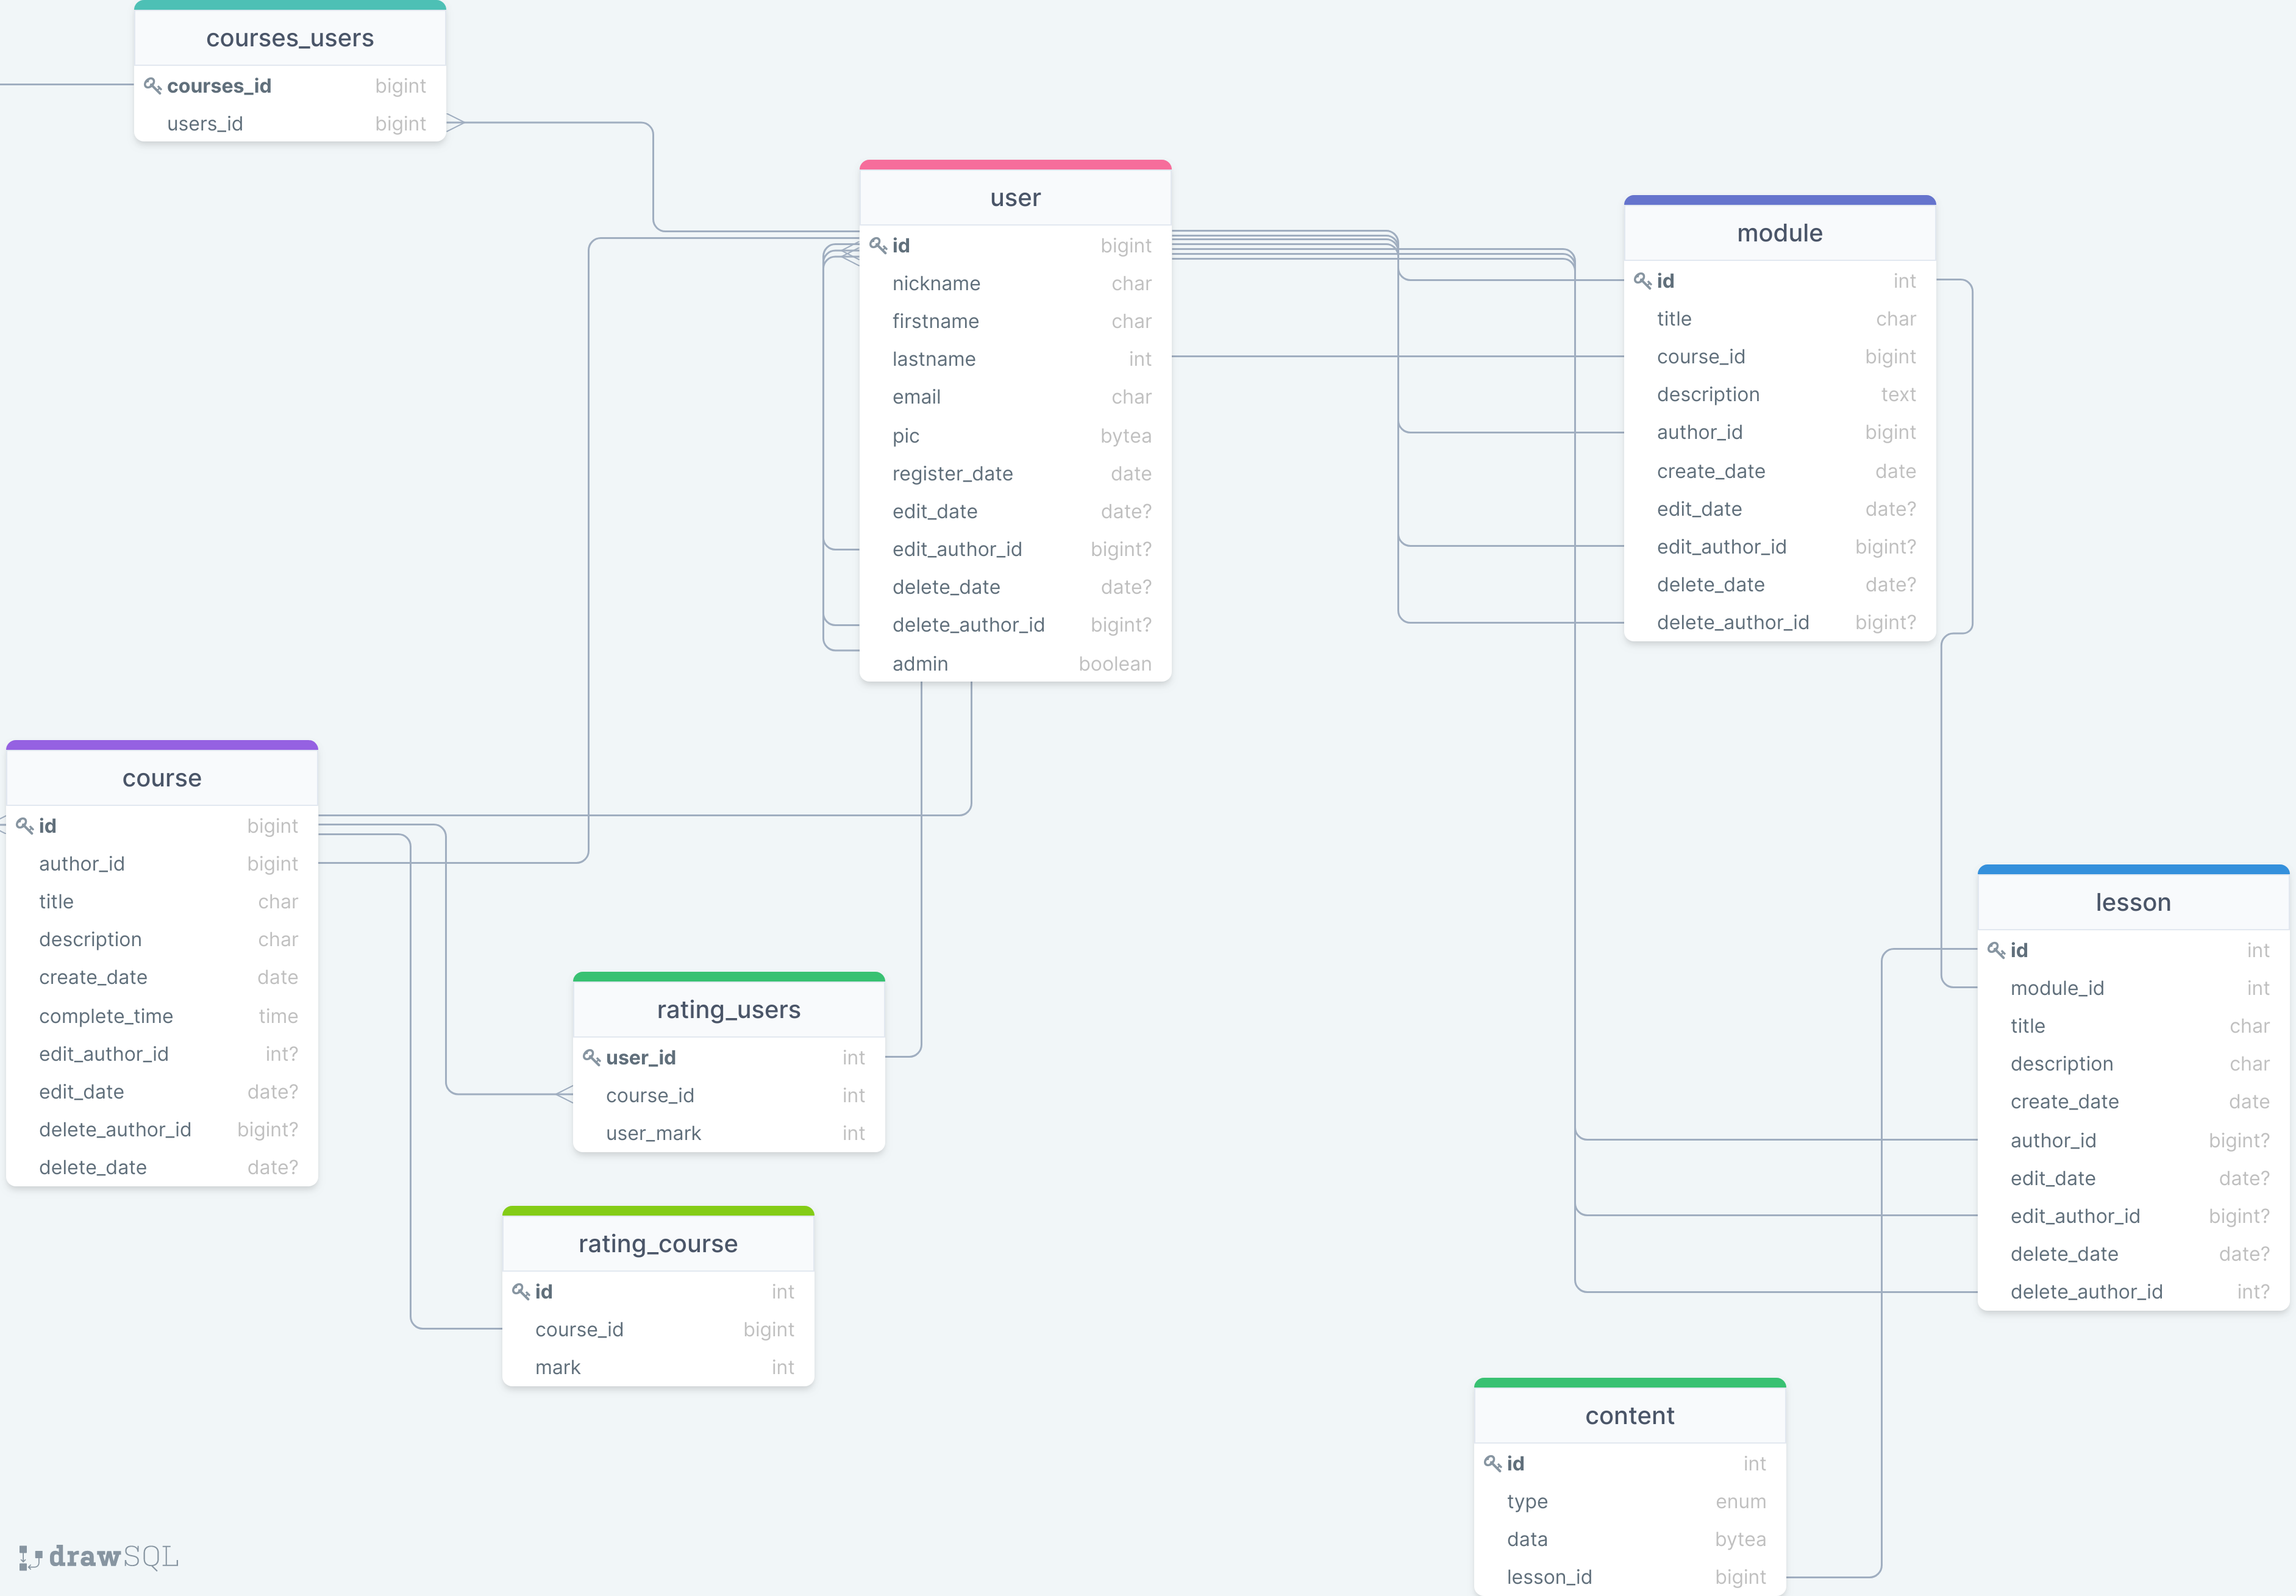 courses_users
courses_id bigint
users_id bigint
user
id bigint
nickname char
firstname char
lastname int
email char
pic bytea
register_date date
edit_date date?
edit_author_id bigint?
delete_date date?
delete_author_id bigint?
admin boolean
module
id int
title char
course_id bigint
description text
author_id bigint
create_date date
edit_date date?
edit_author_id bigint?
delete_date date?
delete_author_id bigint?
course
id bigint
author_id bigint
title char
description char
create_date date
complete_time time
edit_author_id int?
edit_date date?
delete_author_id bigint?
delete_date date?
rating_users
user_id int
course_id int
user_mark int
rating_course
id int
course_id bigint
mark int
lesson
id int
module_id int
title char
description char
create_date date
author_id bigint?
edit_date date?
edit_author_id bigint?
delete_date date?
delete_author_id int?
content
id int
type enum
data bytea
lesson_id bigint
drawSQL